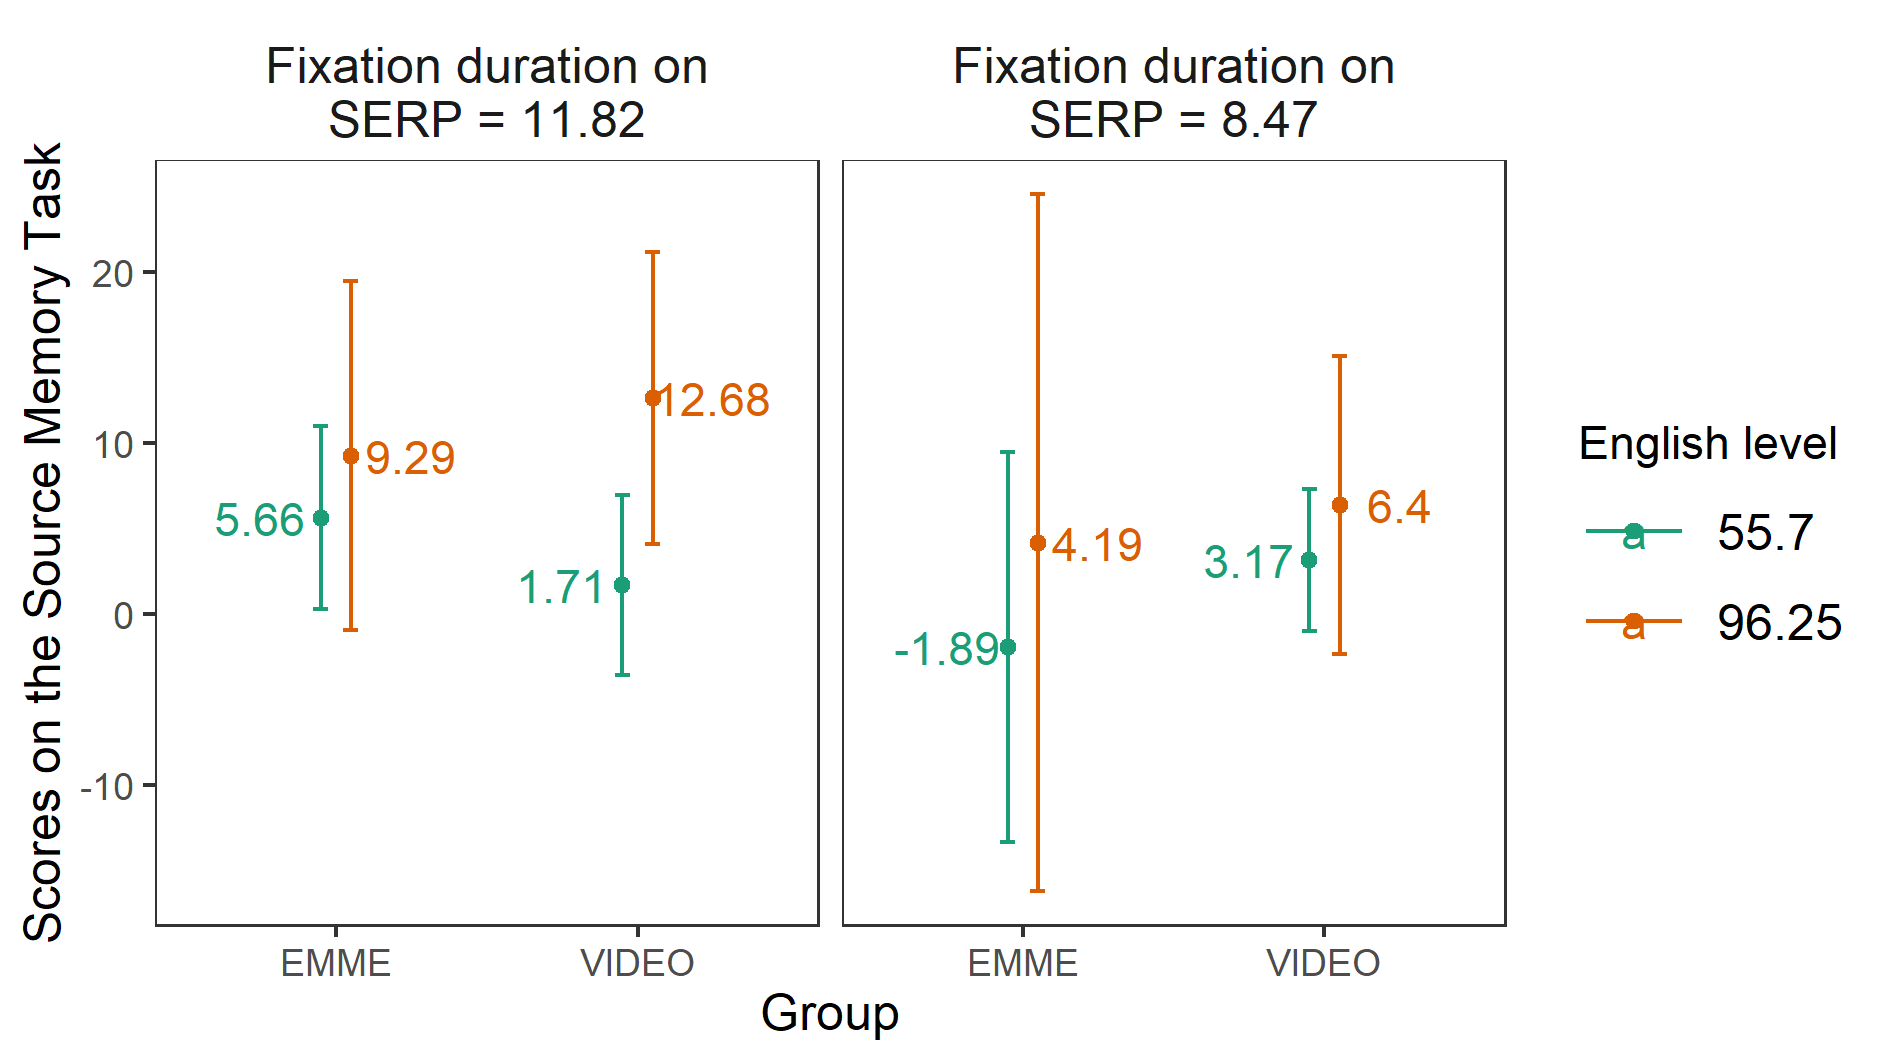 Fixation duration on
SERP = 11.82
Fixation duration on
SERP = 8.47
Scores on the Source Memory Task
20
10
0
-10
5.66
9.29
1.71
12.68
-1.89
4.19
3.17
6.4
EMME
VIDEO
EMME
VIDEO
Group
English level
a 55.7
a 96.25